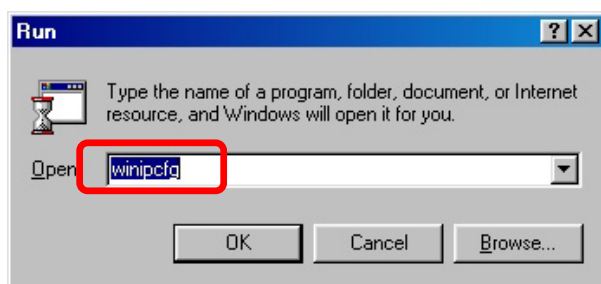 Run
Type the name of a program, folder, document, or Internet
resource, and Windows will open it for you.
Open
winipcfg
OK
Cancel
Browse...